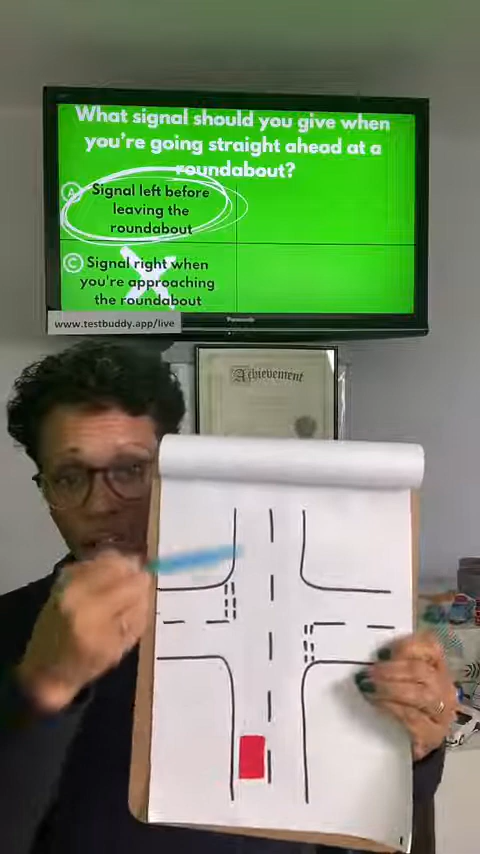 What signal should you give when
you're going straight ahead at a
roundabout?
A Signal left before
leaving the
roundabout
C Signal right when
you're approaching
the roundabout
www.testbuddy.app/live
Panasonic
Achievement